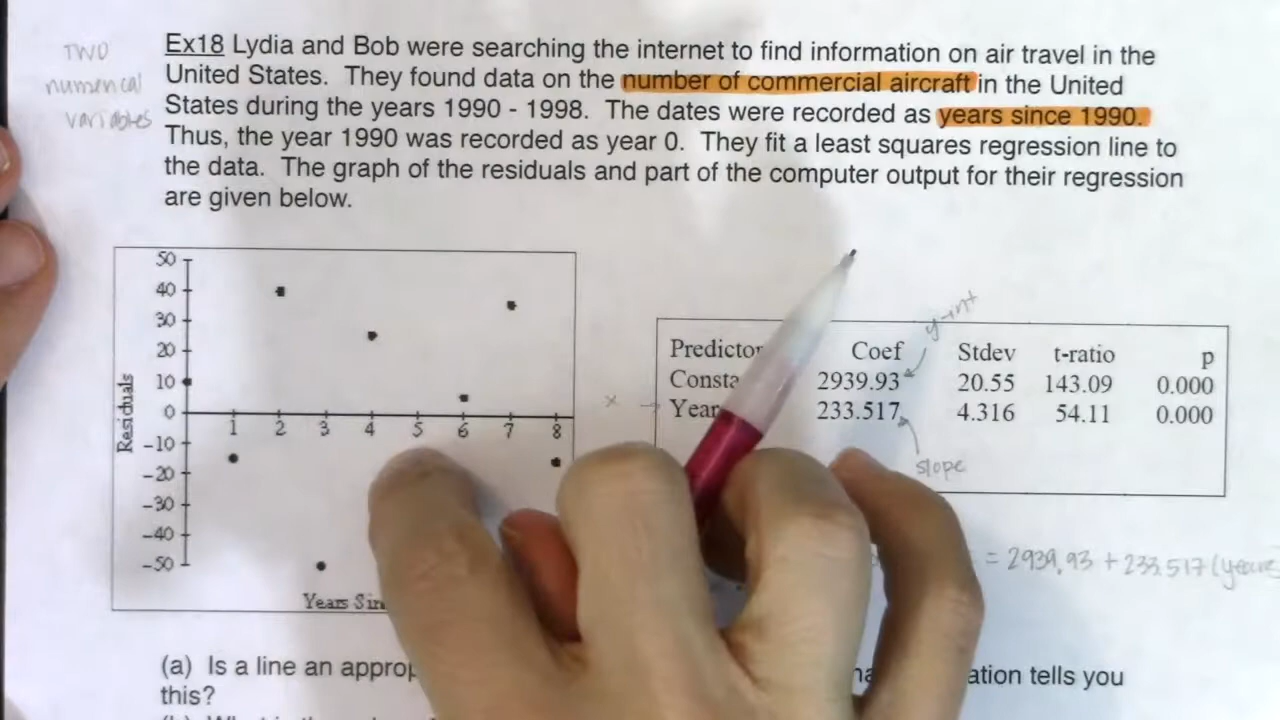 TWO
numerical
variables
Ex18 Lydia and Bob were searching the internet to find information on air travel in the
United States. They found data on the number of commercial aircraft in the United
States during the years 1990 - 1998. The dates were recorded as years since 1990.
Thus, the year 1990 was recorded as year 0. They fit a least squares regression line to
the data. The graph of the residuals and part of the computer output for their regression
are given below.
Residuals
50
40
30
20
10
0
-10
-20
-30
-40
-50
1 2 3 4 5 6 7 8
Years
y-int
Coef Stdev t-ratio p
2939.93 20.55 143.09 0.000
x → 233.517 4.316 54.11 0.000
slope
= 2939.93 + 233.517 (years
(a) Is a line an ation tells you
this?